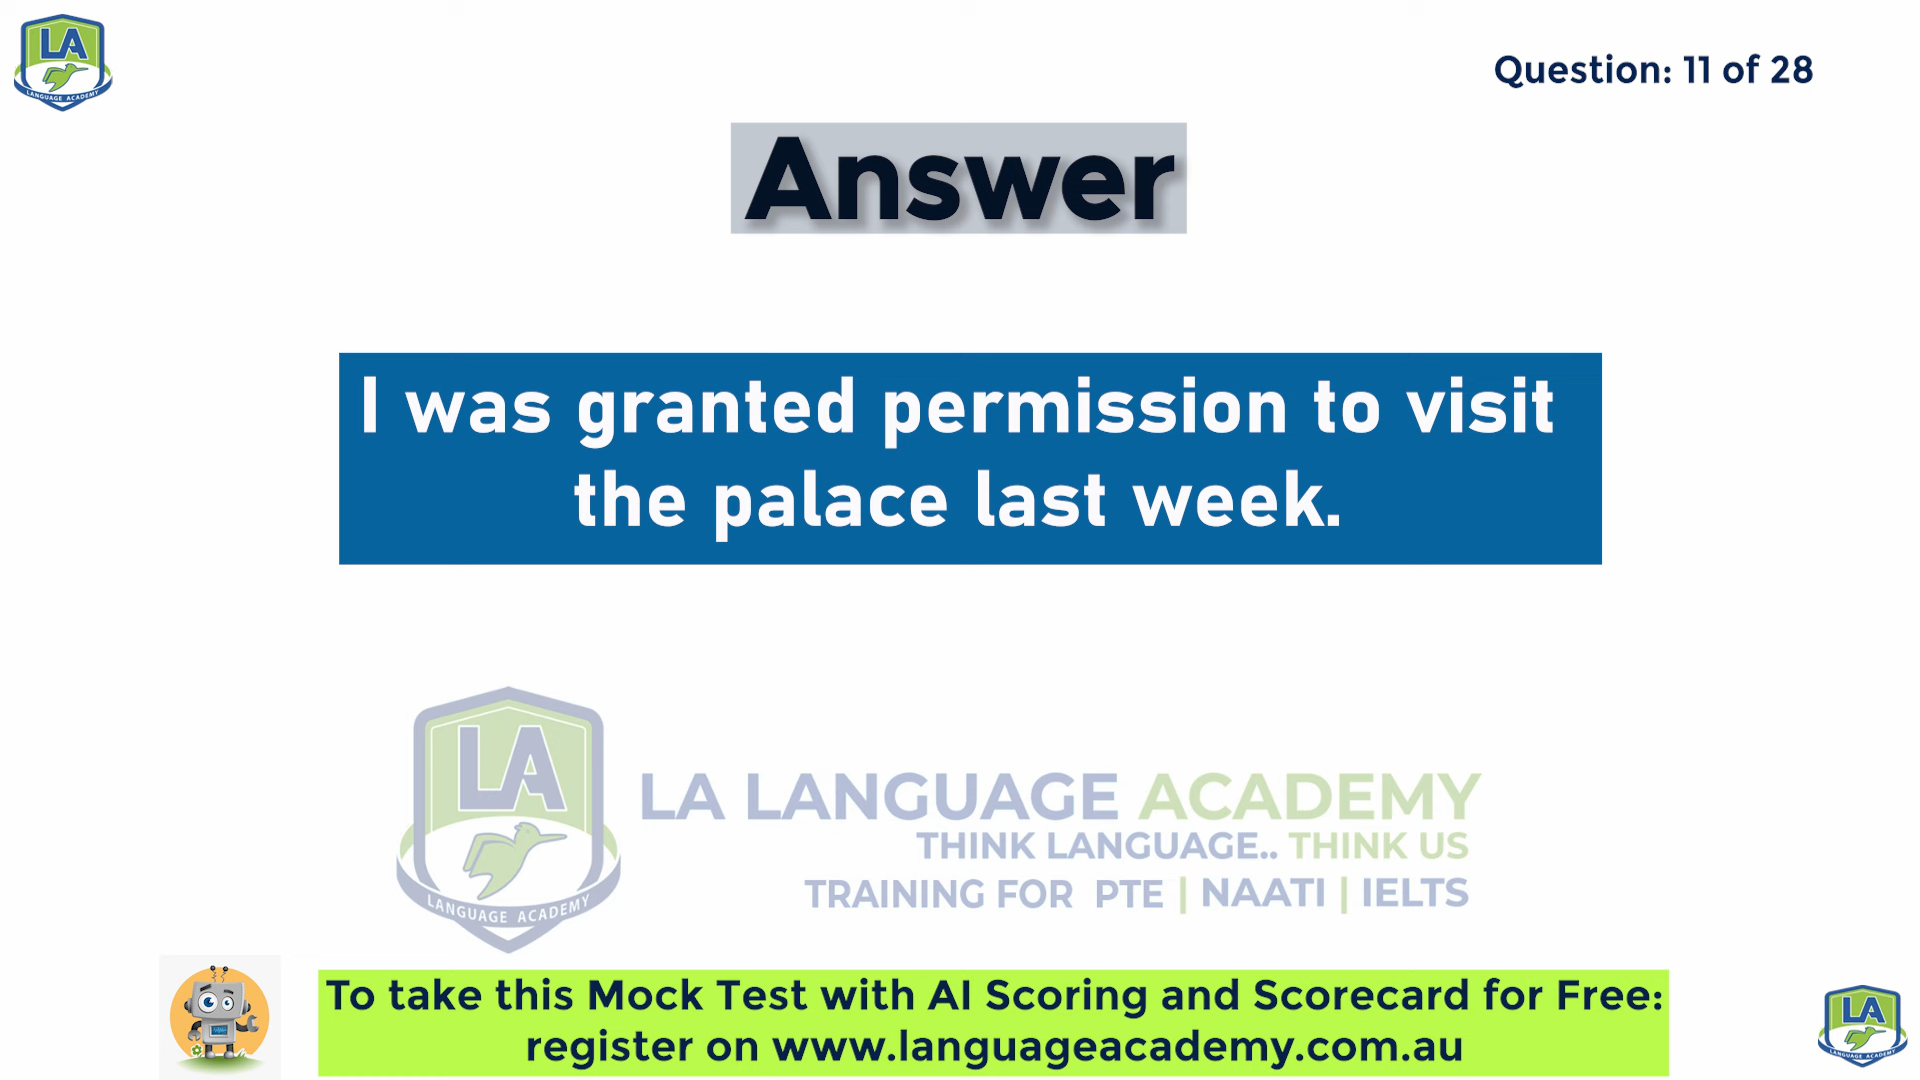 LA
LANGUAGE ACADEMY
Question: 11 of 28
Answer
I was granted permission to visit
the palace last week.
LA
LANGUAGE ACADEMY
LA LANGUAGE ACADEMY
THINK LANGUAGE.. THINK US
TRAINING FOR PTE | NAATI | IELTS
To take this Mock Test with AI Scoring and Scorecard for Free:
register on www.languageacademy.com.au
LA
LANGUAGE ACADEMY